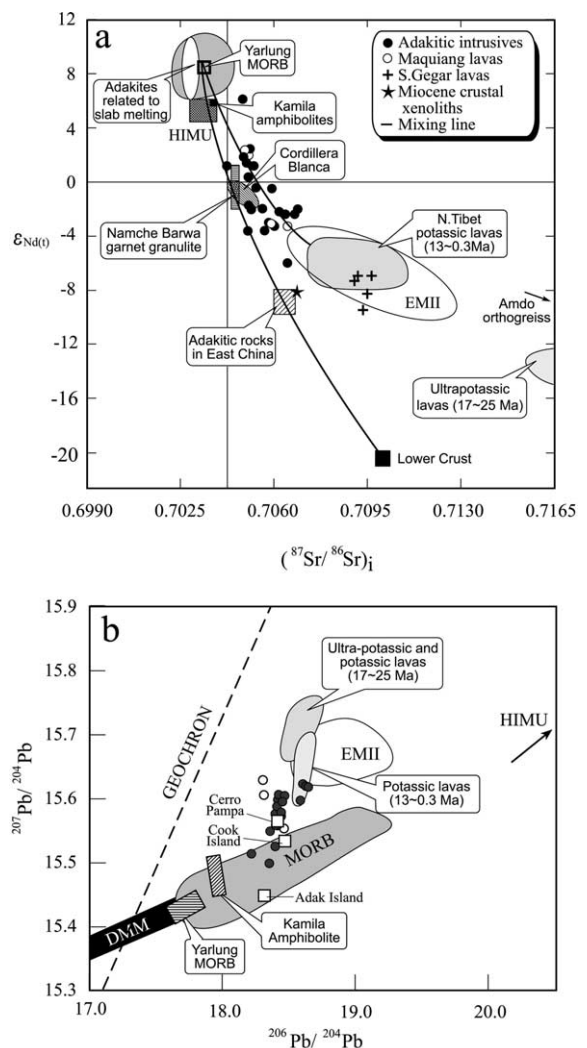 a
Adakitic intrusives
Maquiang lavas
S.Gegar lavas
Miocene crustal
xenoliths
Mixing line
Yarlung
MORB
Adakites
related to
slab melting
HIMU
Kamila
amphibolites
Cordillera
Blanca
Namche Barwa
garnet granulite
N.Tibet
potassic lavas
(13~0.3Ma)
EMII
Amdo
orthogreiss
Adakitic rocks
in East China
Ultrapotassic
lavas (17~25 Ma)
Lower Crust
12
8
4
0
-4
-8
-12
-16
-20
εNd(t)
0.6990
0.7025
0.7060
0.7095
0.7130
0.7165
(87Sr/86Sr)i
b
15.9
15.8
15.7
15.6
15.5
15.4
15.3
207Pb/204Pb
GEOCHRON
Ultra-potassic and
potassic lavas
(17~25 Ma)
HIMU
EMII
Potassic lavas
(13~0.3 Ma)
Cerro
Pampa
Cook
Island
MORB
Adak Island
DMM
Kamila
Amphibolite
Yarlung
MORB
17.0
18.0
19.0
20.0
206Pb/204Pb